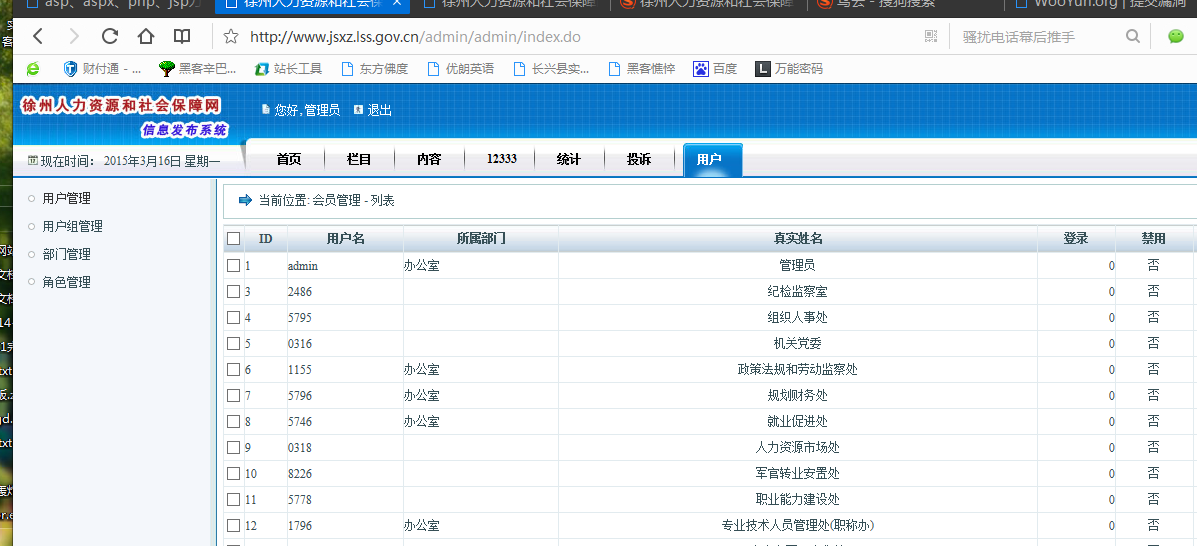 asp、aspx、php、jsp万
徐州人力资源和社会保
徐州人力资源和社会保障
徐州人力资源和社会保障网
乌云 - 搜狗搜索
WooYun.org | 提交漏洞
http://www.jsxz.lss.gov.cn/admin/admin/index.do
骚扰电话幕后推手
财付通 - ...
黑客辛巴...
站长工具
东方佛度
优朗英语
长兴县实...
黑客憔悴
百度
万能密码
徐州人力资源和社会保障网
信息发布系统
您好,管理员 退出
现在时间： 2015年3月16日 星期一
首页 栏目 内容 12333 统计 投诉 用户
用户管理
用户组管理
部门管理
角色管理
当前位置: 会员管理 - 列表
ID 用户名 所属部门 真实姓名 登录 禁用
1 admin 办公室 管理员 0 否
3 2486 纪检监察室 0 否
4 5795 组织人事处 0 否
5 0316 机关党委 0 否
6 1155 办公室 政策法规和劳动监察处 0 否
7 5796 办公室 规划财务处 0 否
8 5746 办公室 就业促进处 0 否
9 0318 人力资源市场处 0 否
10 8226 军官转业安置处 0 否
11 5778 职业能力建设处 0 否
12 1796 办公室 专业技术人员管理处(职称办) 0 否